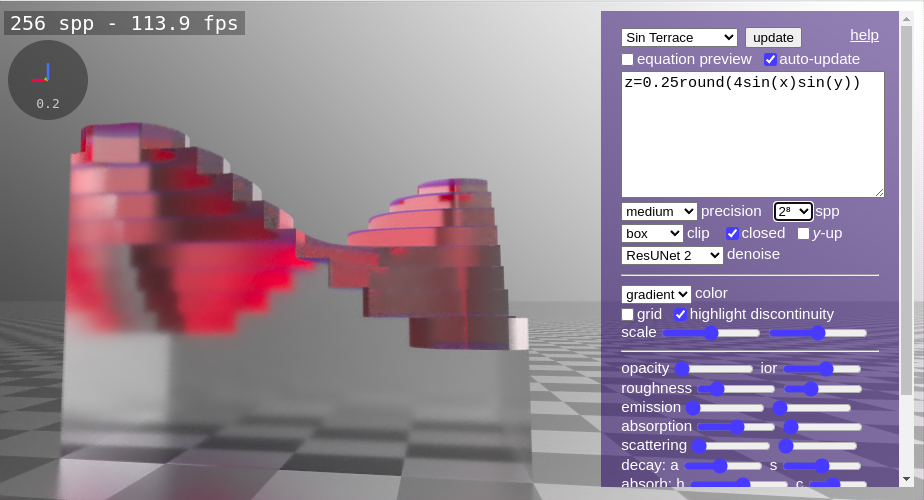 256 spp - 113.9 fps
0.2
Sin Terrace update help
equation preview auto-update
z=0.25round(4sin(x)sin(y))
medium precision 2⁸ spp
box clip closed y-up
ResUNet 2 denoise
gradient color
grid highlight discontinuity
scale
opacity ior
roughness
emission
absorption
scattering
decay: a s
absorb: b c